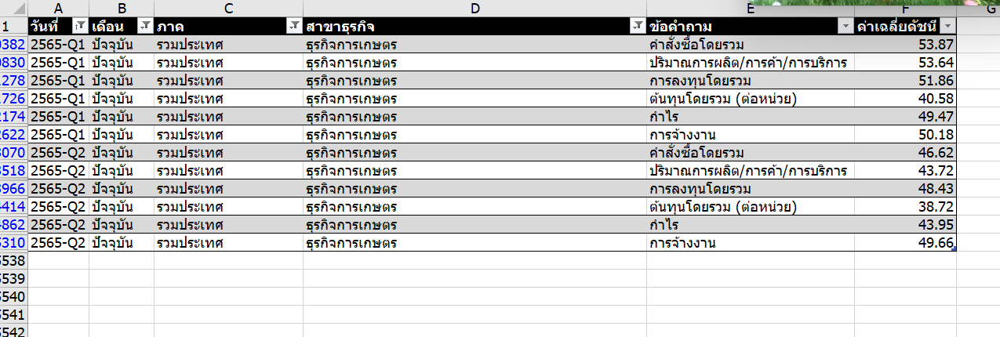 A B C D E F G
1 วันที่ เดือน ภาค สาขาธุรกิจ ข้อคำถาม ค่าเฉลี่ยดัชนี
0382 2565-Q1 ปัจจุบัน รวมประเทศ ธุรกิจการเกษตร คำสั่งซื้อโดยรวม 53.87
0830 2565-Q1 ปัจจุบัน รวมประเทศ ธุรกิจการเกษตร ปริมาณการผลิต/การค้า/การบริการ 53.64
1278 2565-Q1 ปัจจุบัน รวมประเทศ ธุรกิจการเกษตร การลงทุนโดยรวม 51.86
1726 2565-Q1 ปัจจุบัน รวมประเทศ ธุรกิจการเกษตร ต้นทุนโดยรวม (ต่อหน่วย) 40.58
2174 2565-Q1 ปัจจุบัน รวมประเทศ ธุรกิจการเกษตร กำไร 49.47
2622 2565-Q1 ปัจจุบัน รวมประเทศ ธุรกิจการเกษตร การจ้างงาน 50.18
3070 2565-Q2 ปัจจุบัน รวมประเทศ ธุรกิจการเกษตร คำสั่งซื้อโดยรวม 46.62
3518 2565-Q2 ปัจจุบัน รวมประเทศ ธุรกิจการเกษตร ปริมาณการผลิต/การค้า/การบริการ 43.72
3966 2565-Q2 ปัจจุบัน รวมประเทศ ธุรกิจการเกษตร การลงทุนโดยรวม 48.43
4414 2565-Q2 ปัจจุบัน รวมประเทศ ธุรกิจการเกษตร ต้นทุนโดยรวม (ต่อหน่วย) 38.72
4862 2565-Q2 ปัจจุบัน รวมประเทศ ธุรกิจการเกษตร กำไร 43.95
5310 2565-Q2 ปัจจุบัน รวมประเทศ ธุรกิจการเกษตร การจ้างงาน 49.66
5538
5539
5540
5541
5542